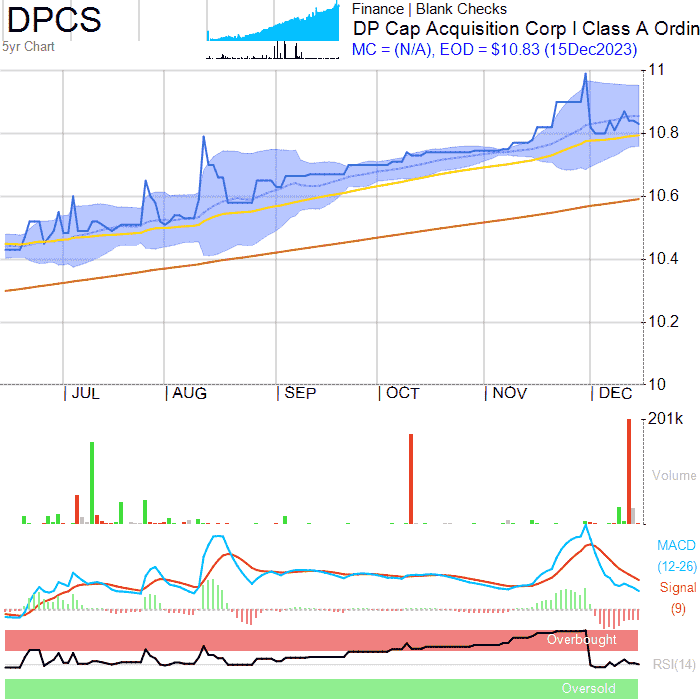 DPCS
5yr Chart
Finance | Blank Checks
DP Cap Acquisition Corp I Class A Ordin
MC = (N/A), EOD = $10.83 (15Dec2023)
11
10.8
10.6
10.4
10.2
10
JUL
AUG
SEP
OCT
NOV
DEC
201k
Volume
0
MACD
(12-26)
Signal
(9)
Overbought
RSI(14)
Oversold